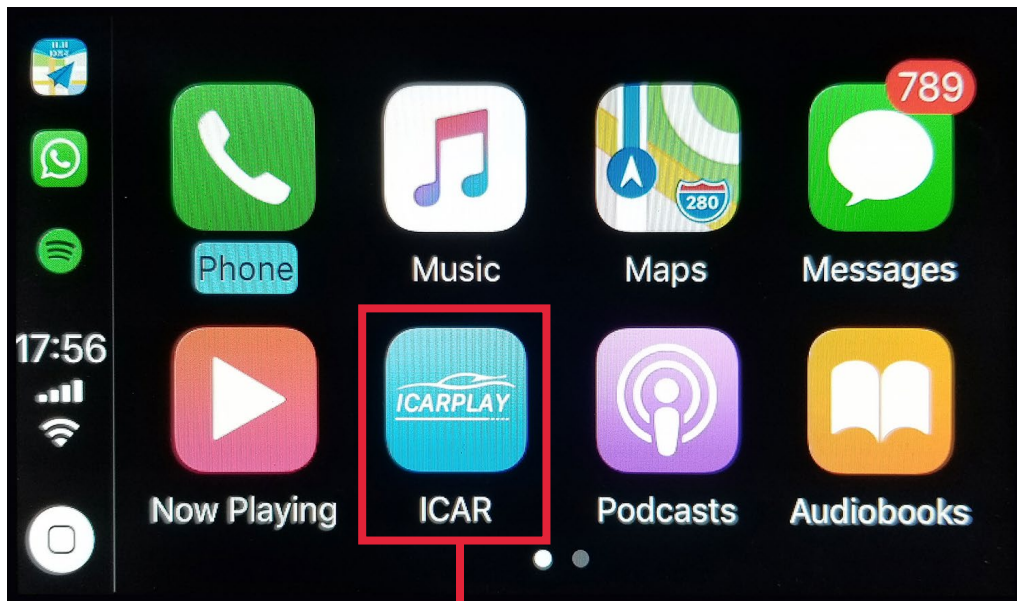 789
280
Phone
Music
Maps
Messages
17:56
ICARPLAY
Now Playing
ICAR
Podcasts
Audiobooks